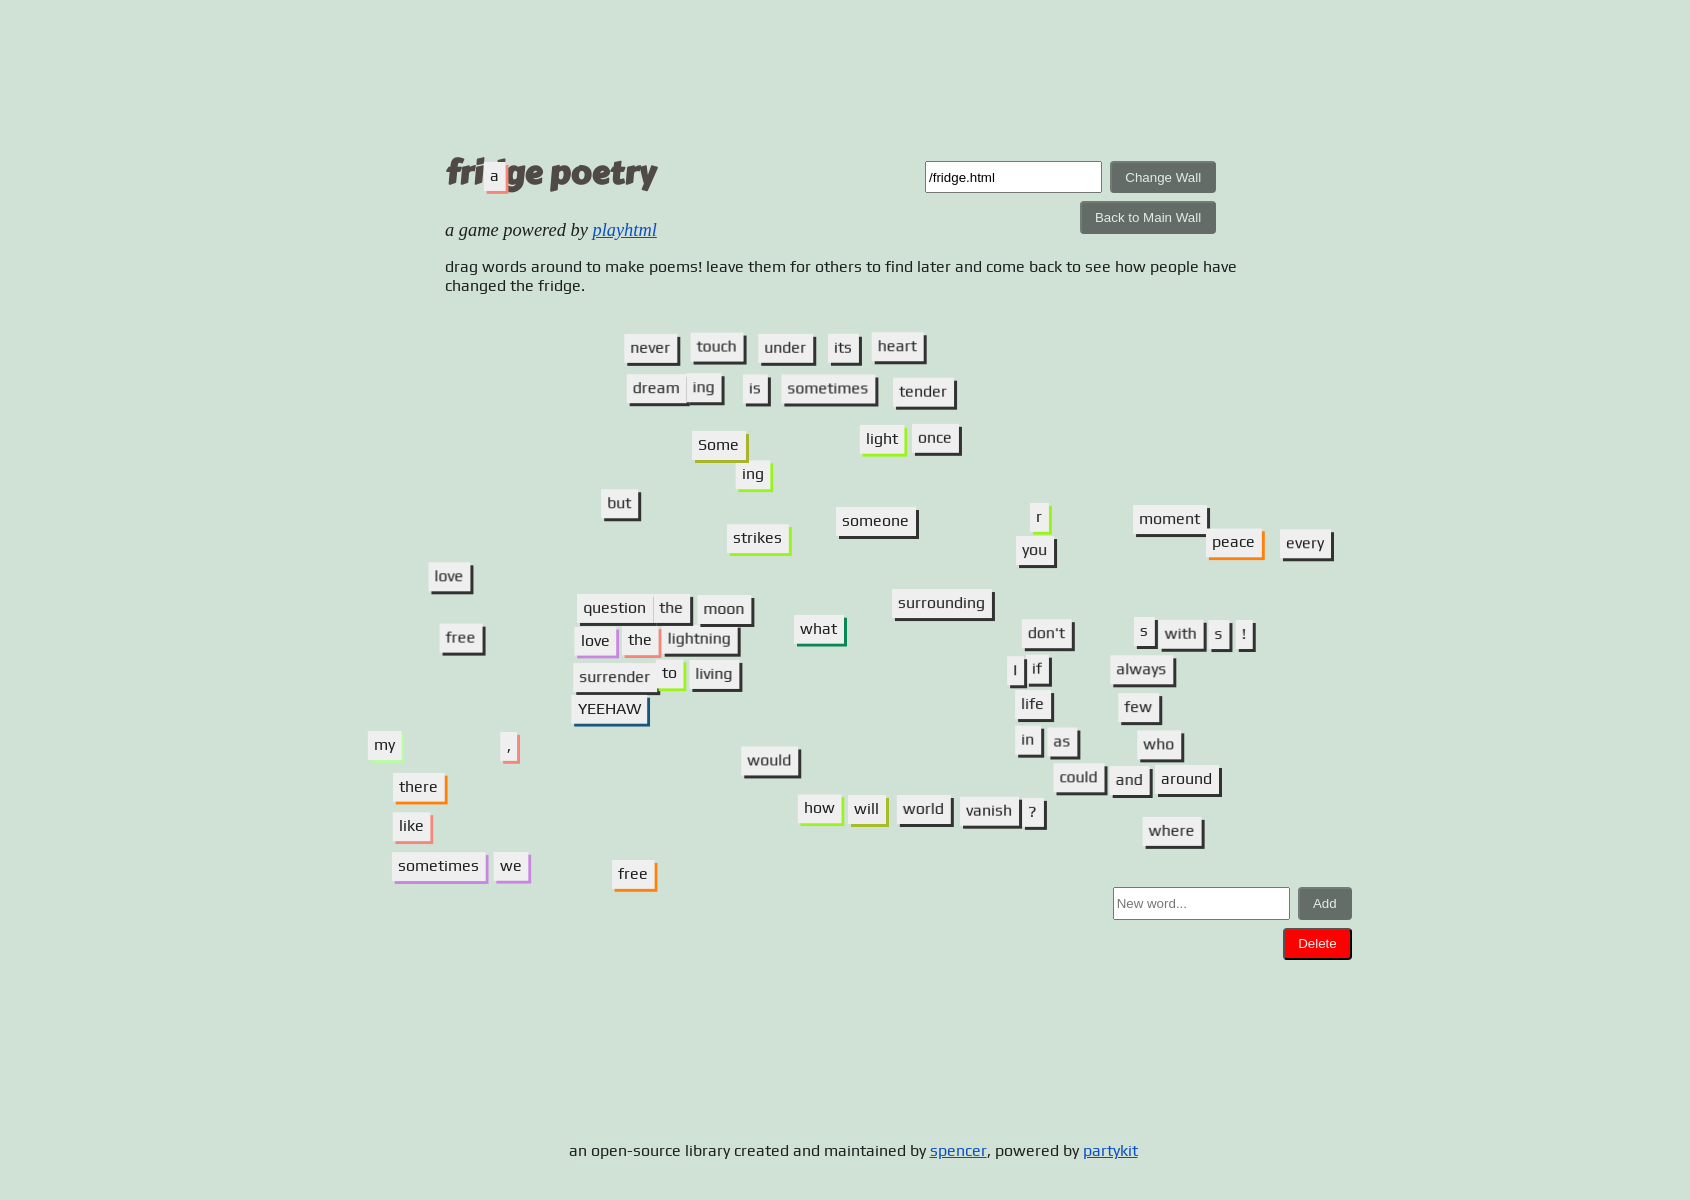 fridge poetry
a
/fridge.html
Change Wall
Back to Main Wall
a game powered by playhtml
drag words around to make poems! leave them for others to find later and come back to see how people have
changed the fridge.
never touch under its heart
dream ing is sometimes tender
Some light once
ing
but strikes someone r moment
you peace every
love
question the moon what surrounding
free love the lightning don't s with s !
surrender to living I if always
YEEHAW life few
my , would in as who
there could and around
how will world vanish ?
like where
sometimes we free
New word... Add
Delete
an open-source library created and maintained by spencer, powered by partykit